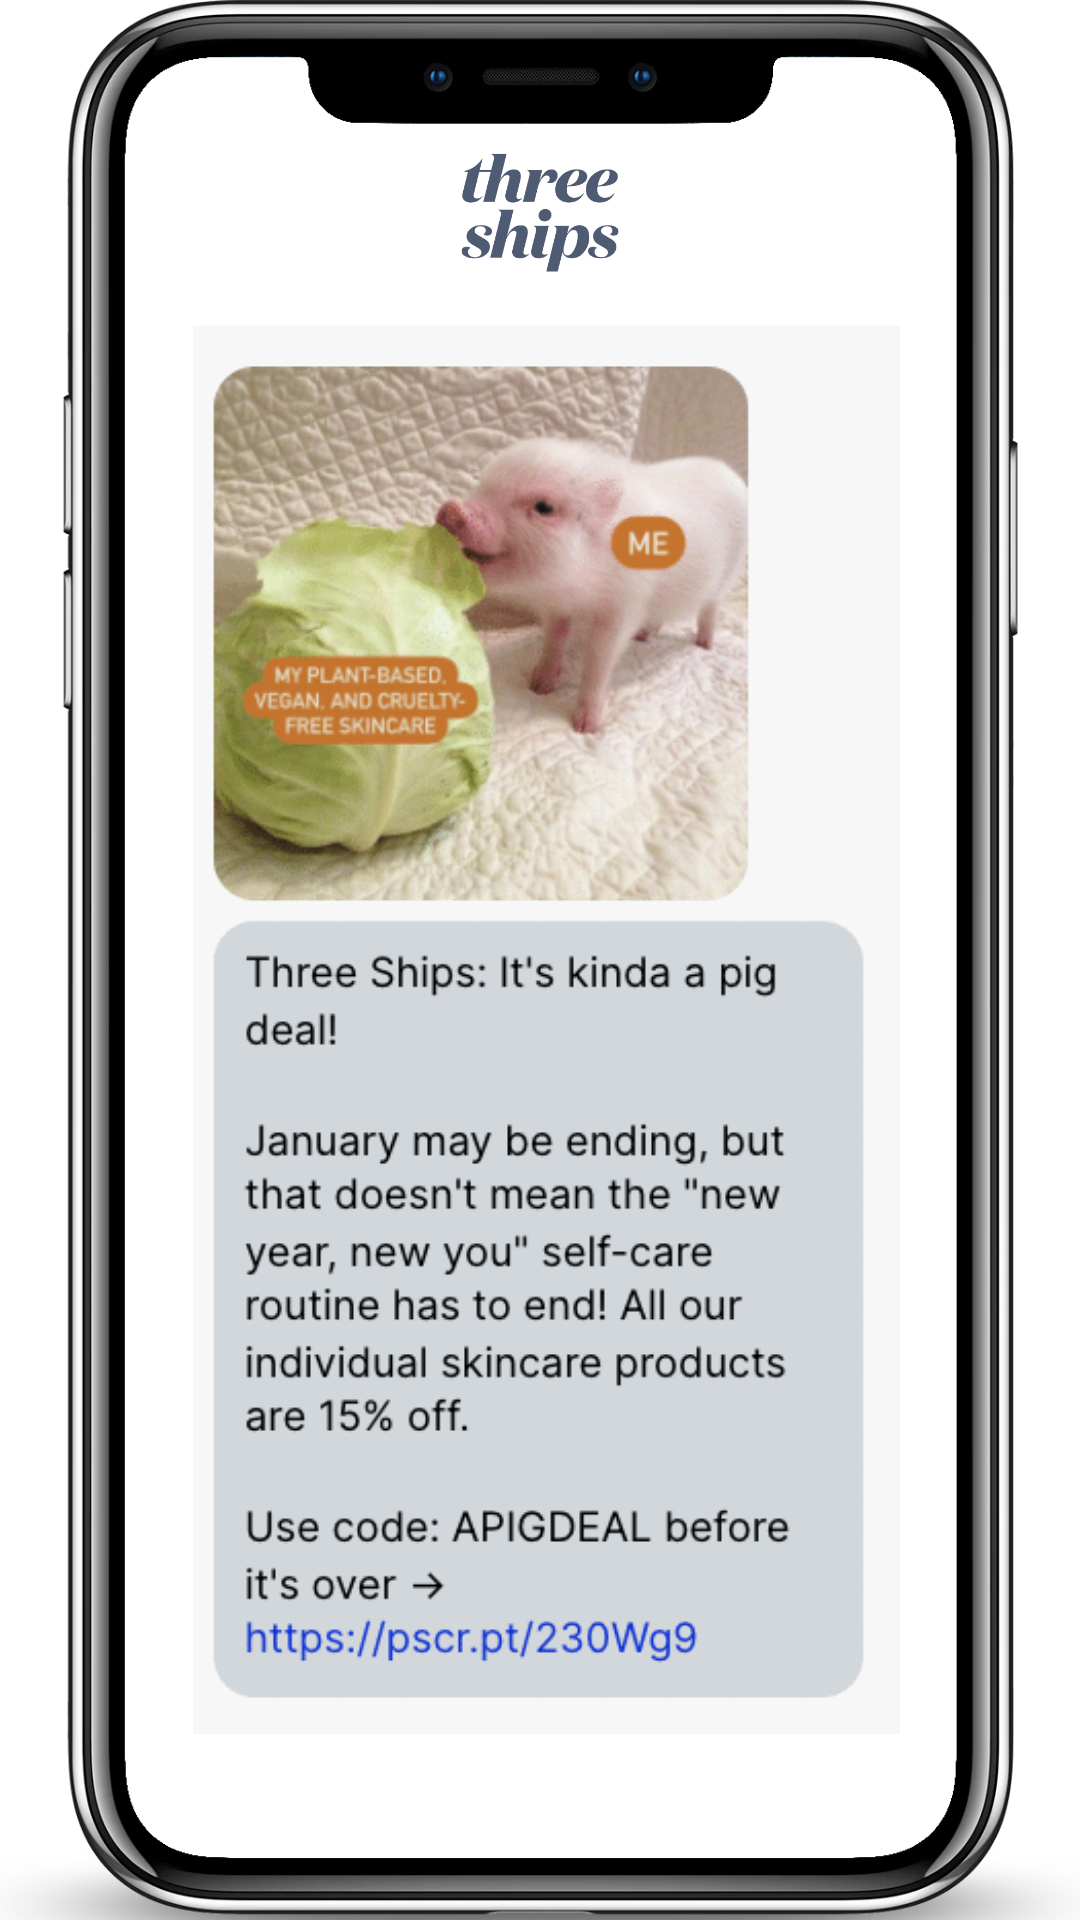 three
ships
ME
MY PLANT-BASED,
VEGAN, AND CRUELTY-
FREE SKINCARE
Three Ships: It's kinda a pig
deal!
January may be ending, but
that doesn't mean the "new
year, new you" self-care
routine has to end! All our
individual skincare products
are 15% off.
Use code: APIGDEAL before
it's over →
https://pscr.pt/230Wg9